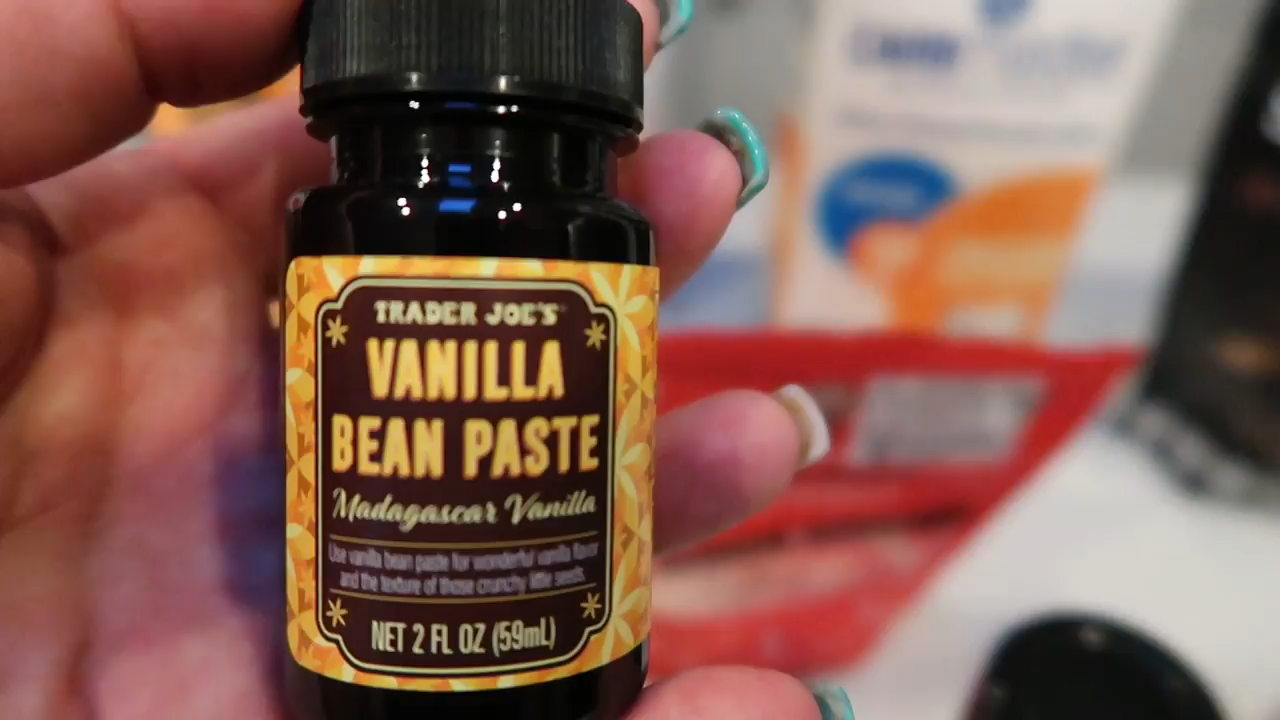 TRADER JOE'S
VANILLA
BEAN PASTE
Madagascar Vanilla
Use vanilla bean paste for wonderful vanilla flavor
and the texture of those crunchy little seeds.
NET 2 FL OZ (59mL)